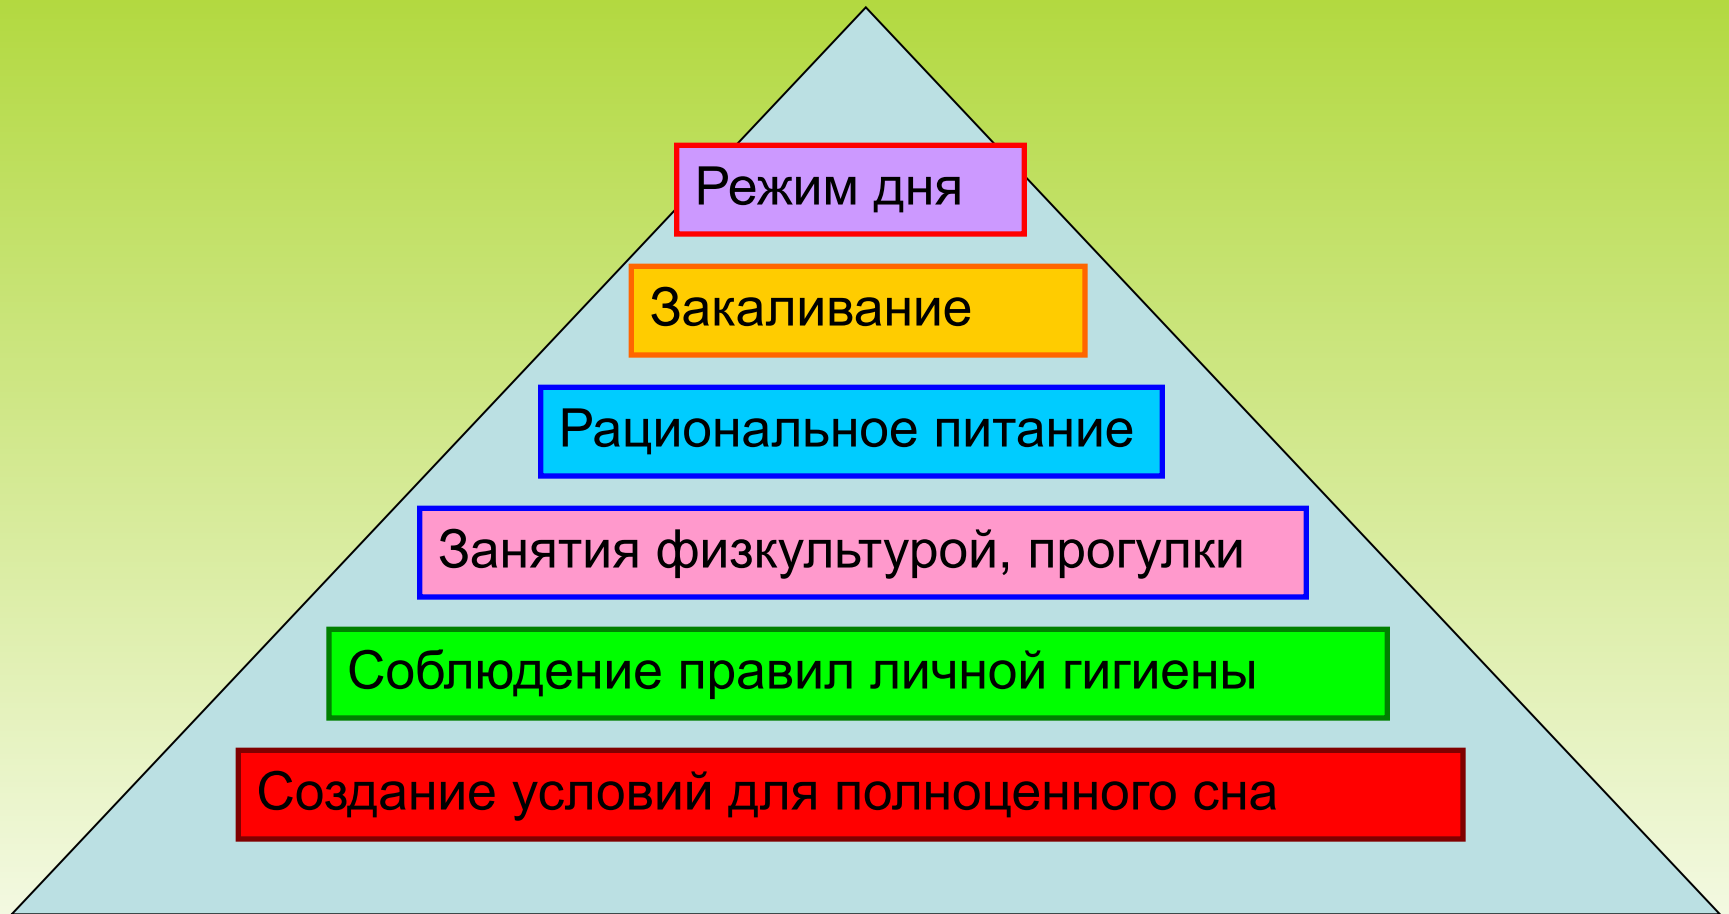 Режим дня
Закаливание
Рациональное питание
Занятия физкультурой, прогулки
Соблюдение правил личной гигиены
Создание условий для полноценного сна